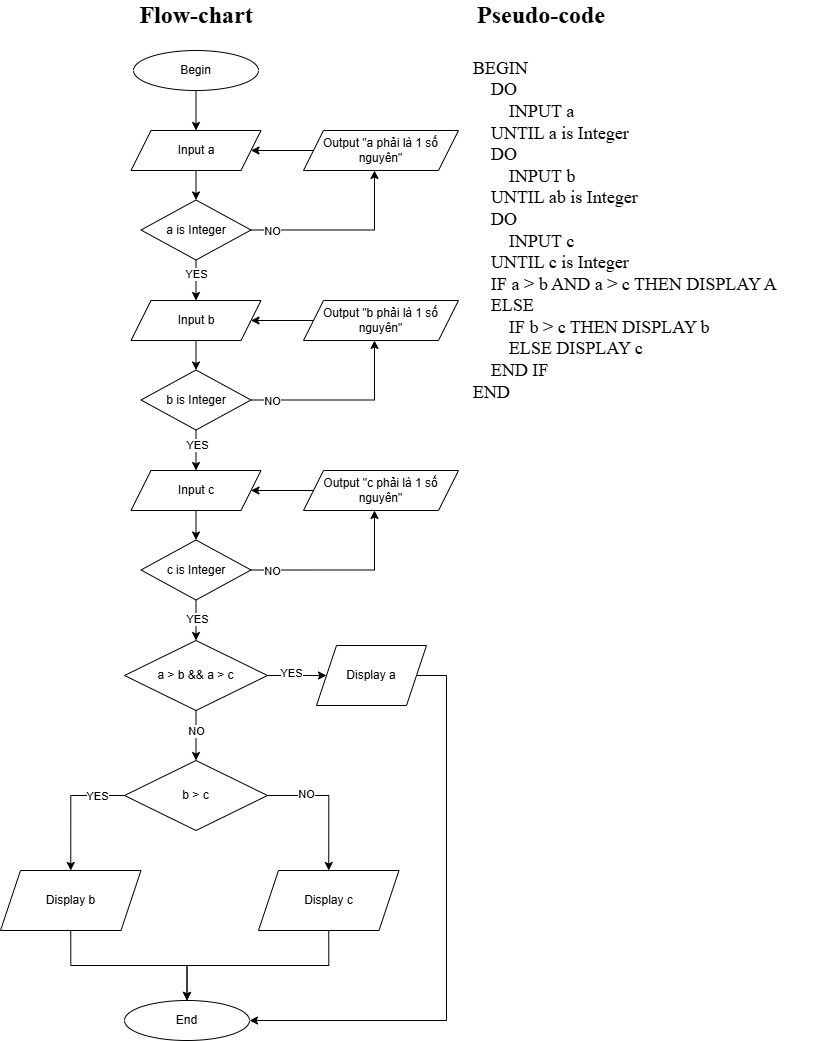 Flow-chart
Begin
Input a
Output "a phải là 1 số
nguyên"
a is Integer
NO
YES
Input b
Output "b phải là 1 số
nguyên"
b is Integer
NO
YES
Input c
Output "c phải là 1 số
nguyên"
c is Integer
NO
YES
a > b && a > c
YES
Display a
NO
b > c
YES
NO
Display b
Display c
End
Pseudo-code
BEGIN
DO
INPUT a
UNTIL a is Integer
DO
INPUT b
UNTIL ab is Integer
DO
INPUT c
UNTIL c is Integer
IF a > b AND a > c THEN DISPLAY A
ELSE
IF b > c THEN DISPLAY b
ELSE DISPLAY c
END IF
END